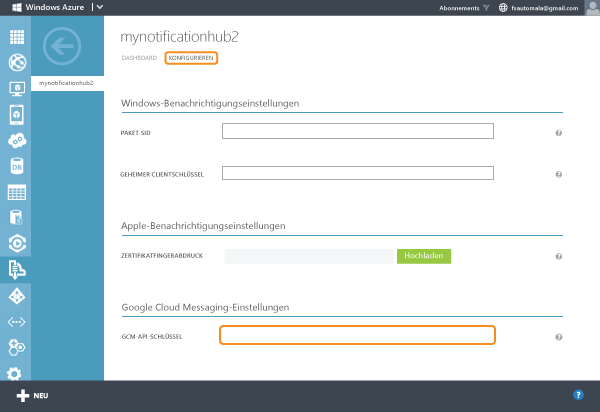 Windows Azure
Abonnements
fsautomala@gmail.com
mynotificationhub2
mynotificationhub2
DASHBOARD KONFIGURIEREN
Windows-Benachrichtigungseinstellungen
PAKET-SID
?
GEHEIMER CLIENTSCHLÜSSEL
?
Apple-Benachrichtigungseinstellungen
ZERTIFIKATFINGERABDRUCK
Hochladen
?
Google Cloud Messaging-Einstellungen
GCM-API-SCHLÜSSEL
?
DB
NEU
?